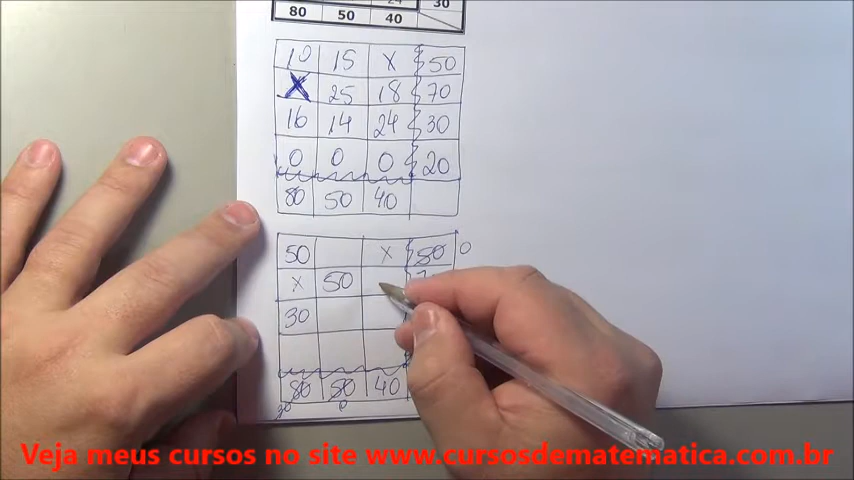 30
80 50 40
10 15 X 50
X 25 18 70
16 14 24 30
0 0 0 20
80 50 40
50 X 50 0
X 50
30
80 50 40
30 0
Veja meus cursos no site www.cursosdematematica.com.br